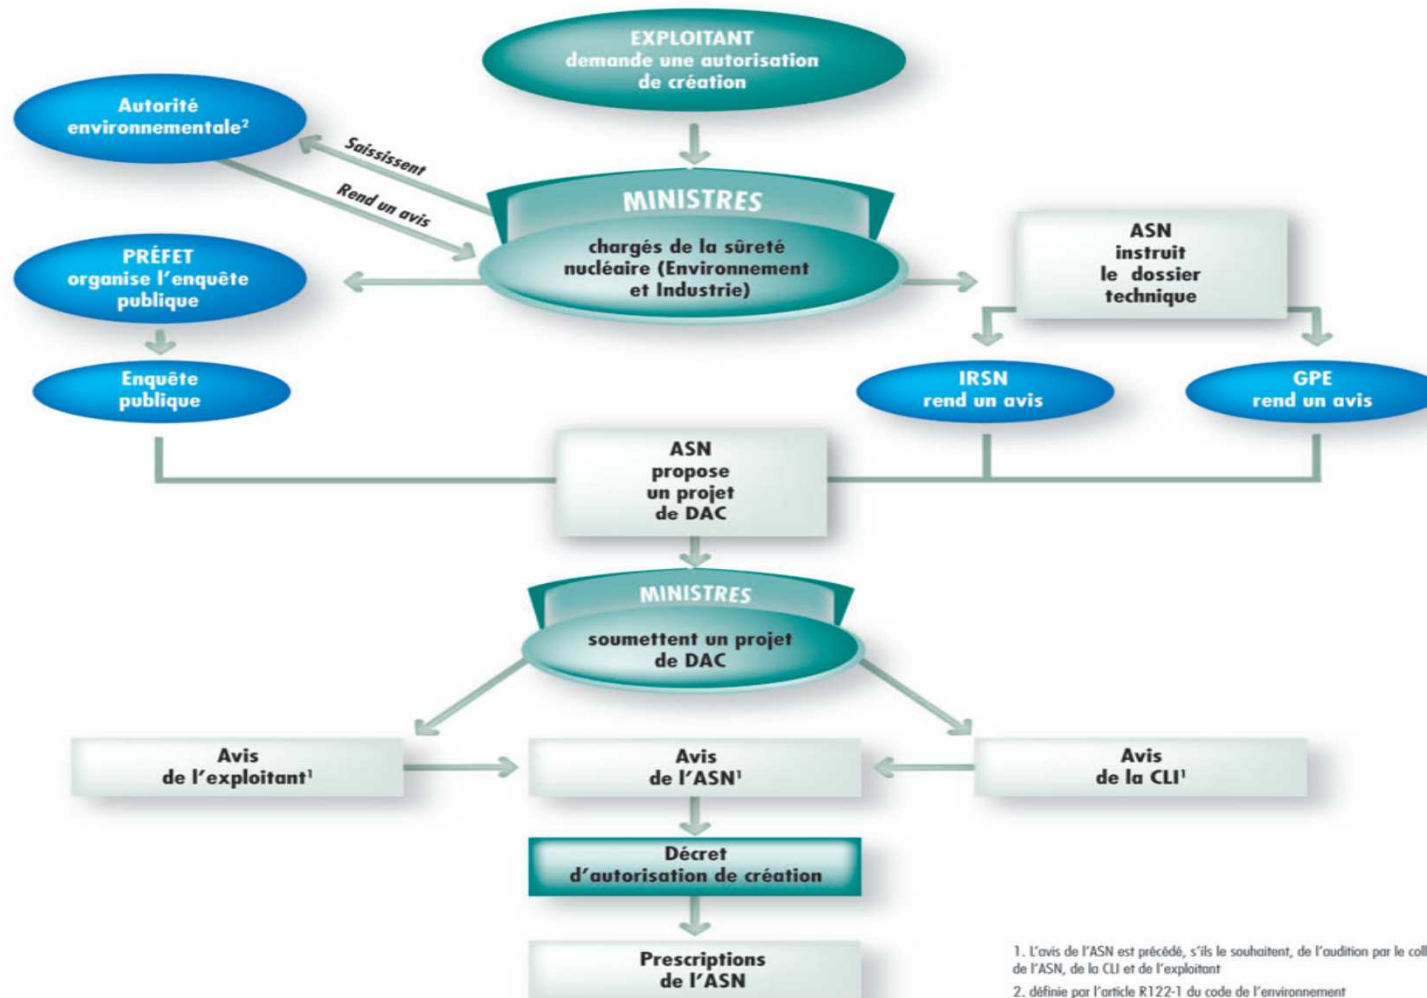 EXPLOITANT
demande une autorisation
de création
Autorité
environnementale²
Saisissent
Rend un avis
MINISTRES
chargés de la sûreté
nucléaire (Environnement
et Industrie)
PRÉFET
organise l'enquête
publique
ASN
instruit
le dossier
technique
Enquête
publique
IRSN
rend un avis
GPE
rend un avis
ASN
propose
un projet
de DAC
MINISTRES
soumettent un projet
de DAC
Avis
de l'exploitant¹
Avis
de l'ASN¹
Avis
de la CLI¹
Décret
d'autorisation de création
Prescriptions
de l'ASN
1. L'avis de l'ASN est précédé, s'ils le souhaitent, de l'audition par le
de l'ASN, de la CLI et de l'exploitant
2. définie par l'article R122-1 du code de l'environnement